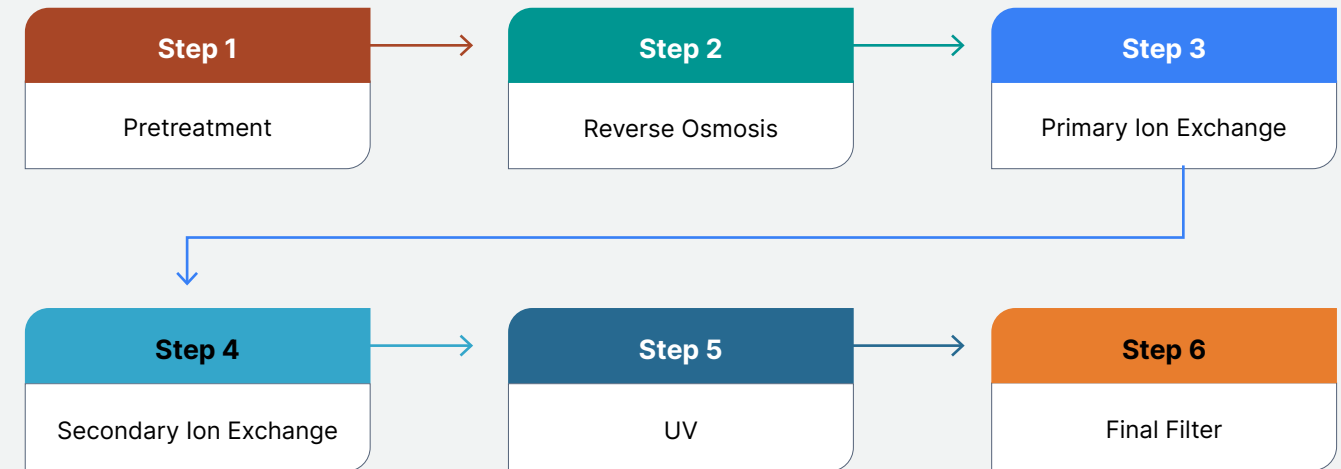 Step 1
Pretreatment
Step 2
Reverse Osmosis
Step 3
Primary Ion Exchange
Step 4
Secondary Ion Exchange
Step 5
UV
Step 6
Final Filter